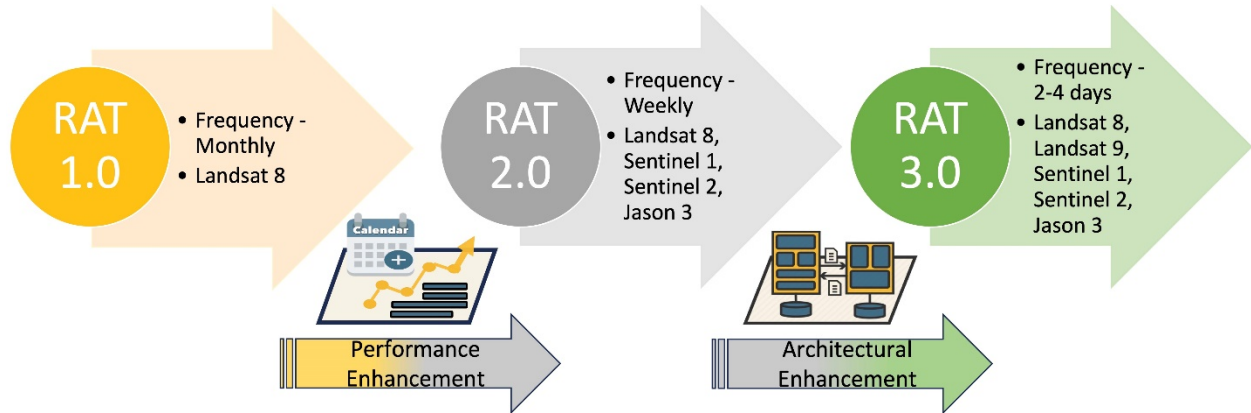 RAT
1.0
• Frequency -
Monthly
• Landsat 8
RAT
2.0
• Frequency -
Weekly
• Landsat 8,
Sentinel 1,
Sentinel 2,
Jason 3
RAT
3.0
• Frequency -
2-4 days
• Landsat 8,
Landsat 9,
Sentinel 1,
Sentinel 2,
Jason 3
Calendar
Performance
Enhancement
Architectural
Enhancement